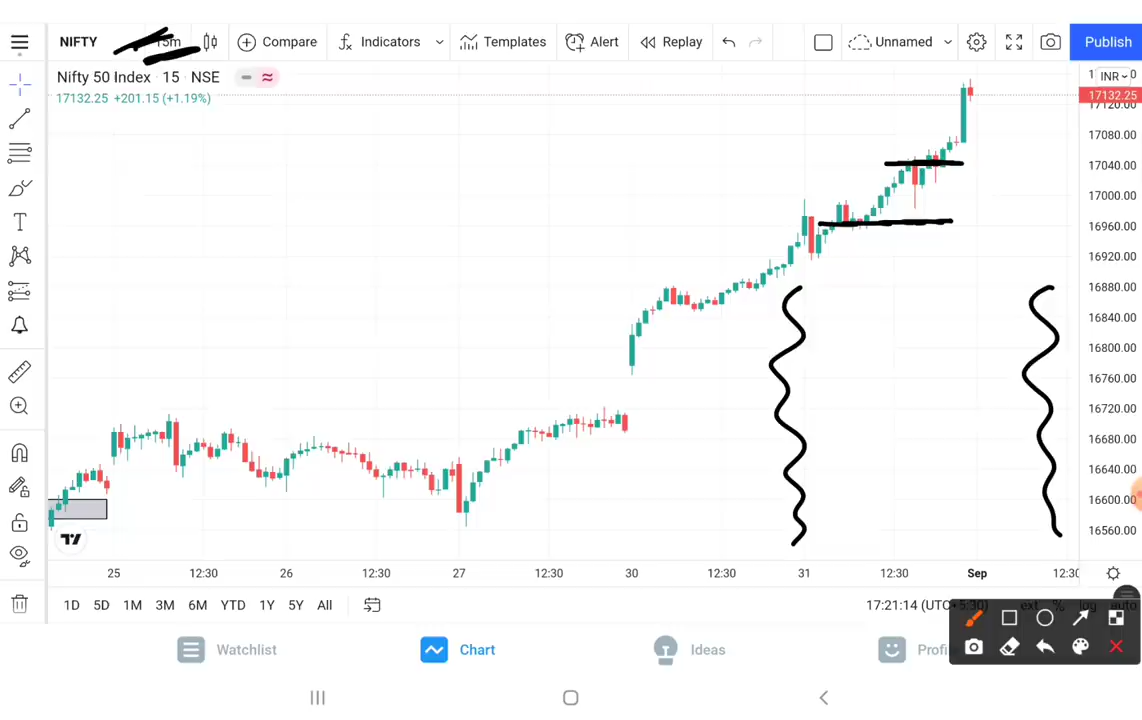 NIFTY 15m Compare Indicators Templates Alert Replay Unnamed Publish
Nifty 50 Index · 15 · NSE
17132.25 +201.15 (+1.19%)
INR
17132.25
17120.00
17080.00
17040.00
17000.00
16960.00
16920.00
16880.00
16840.00
16800.00
16760.00
16720.00
16680.00
16640.00
16600.00
16560.00
25 12:30 26 12:30 27 12:30 30 12:30 31 12:30 Sep 12:30
1D 5D 1M 3M 6M YTD 1Y 5Y All 17:21:14 (UTC+5:30) ext % log auto
Watchlist Chart Ideas